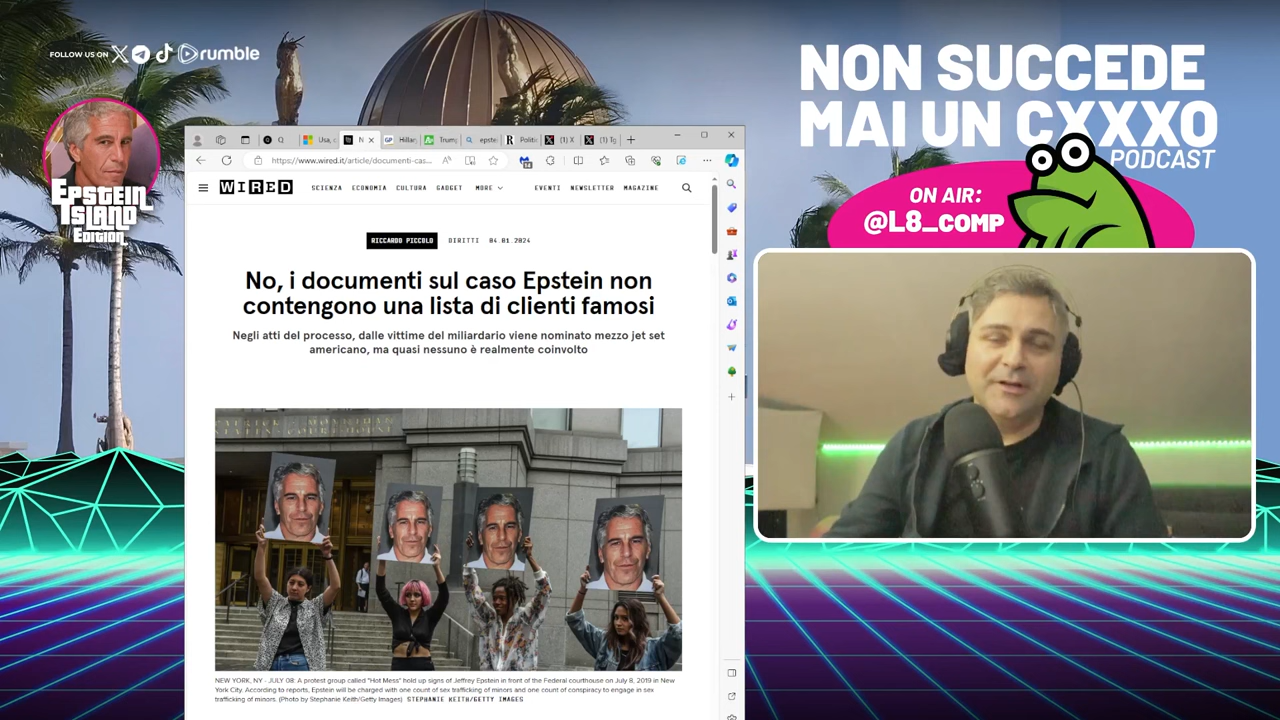 FOLLOW US ON
rumble
EPSTEIN
ISLAND
EDITION
NON SUCCEDE
MAI UN CXXXO
PODCAST
ON AIR:
@L8_COMP
Usa,
N
Hillar
Trump
epste
Politi
(1) X
https://www.wired.it/article/documenti-cas...
WIRED
SCIENZA ECONOMIA CULTURA GADGET MORE EVENTI NEWSLETTER MAGAZINE
RICCARDO PICCOLO DIRITTI 04.01.2024
No, i documenti sul caso Epstein non
contengono una lista di clienti famosi
Negli atti del processo, dalle vittime del miliardario viene nominato mezzo jet set
americano, ma quasi nessuno è realmente coinvolto
NEW YORK, NY - JULY 08: A protest group called "Hot Mess" hold up signs of Jeffrey Epstein in front of the Federal courthouse on July 8, 2019 in New
York City. According to reports, Epstein will be charged with one count of sex trafficking of minors and one count of conspiracy to engage in sex
trafficking of minors. (Photo by Stephanie Keith/Getty Images) STEPHANIE KEITH/GETTY IMAGES